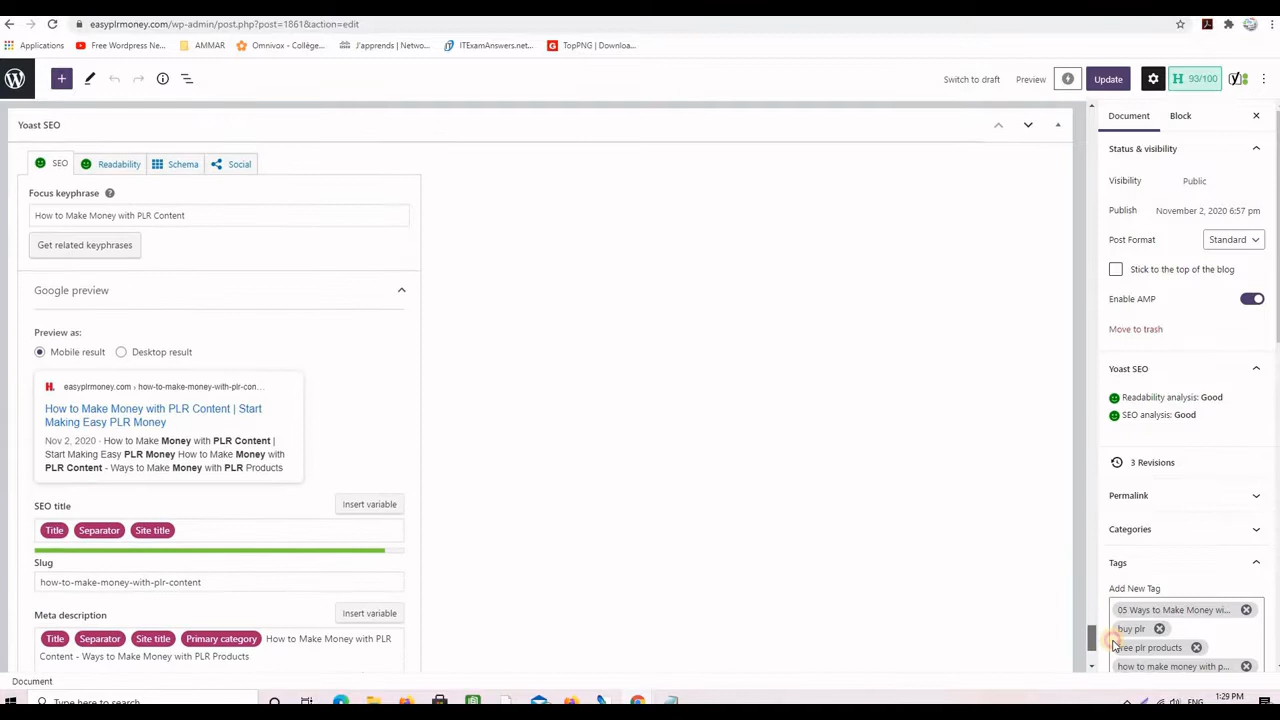 easyplrmoney.com/wp-admin/post.php?post=1861&action=edit
Applications
Free Wordpress Ne...
AMMAR
Omnivox - Collège...
J'apprends | Netwo...
ITExamAnswers.net...
TopPNG | Downloa...
Switch to draft
Preview
Update
H 93/100
Yoast SEO
SEO
Readability
Schema
Social
Focus keyphrase
How to Make Money with PLR Content
Get related keyphrases
Google preview
Preview as:
Mobile result
Desktop result
H.
easyplrmoney.com › how-to-make-money-with-plr-con...
How to Make Money with PLR Content | Start
Making Easy PLR Money
Nov 2, 2020 · How to Make Money with PLR Content |
Start Making Easy PLR Money How to Make Money with
PLR Content - Ways to Make Money with PLR Products
SEO title
Insert variable
Title Separator Site title
Slug
how-to-make-money-with-plr-content
Meta description
Insert variable
Title Separator Site title Primary category How to Make Money with PLR
Content - Ways to Make Money with PLR Products
Document
Block
Status & visibility
Visibility
Public
Publish
November 2, 2020 6:57 pm
Post Format
Standard
Stick to the top of the blog
Enable AMP
Move to trash
Yoast SEO
Readability analysis: Good
SEO analysis: Good
3 Revisions
Permalink
Categories
Tags
Add New Tag
05 Ways to Make Money wi...
buy plr
free plr products
how to make money with p...
Document
Type here to search
ENG
1:29 PM